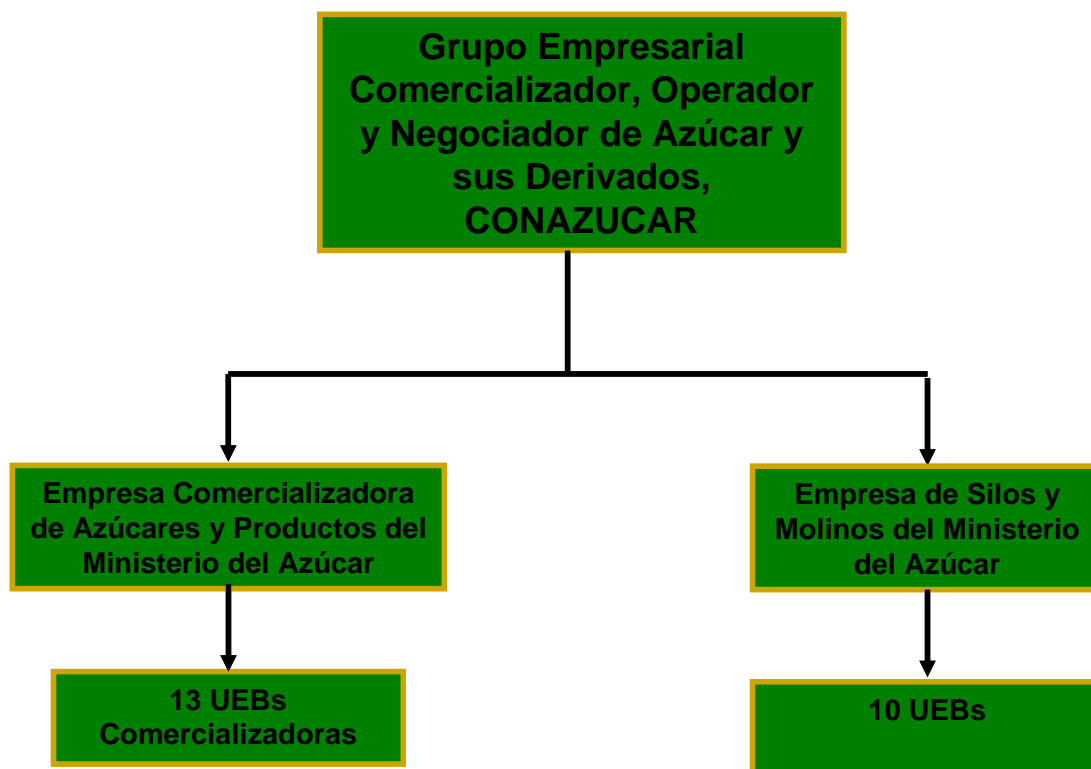 Grupo Empresarial
Comercializador, Operador
y Negociador de Azúcar y
sus Derivados,
CONAZUCAR
Empresa Comercializadora
de Azúcares y Productos del
Ministerio del Azúcar
Empresa de Silos y
Molinos del Ministerio
del Azúcar
13 UEBs
Comercializadoras
10 UEBs